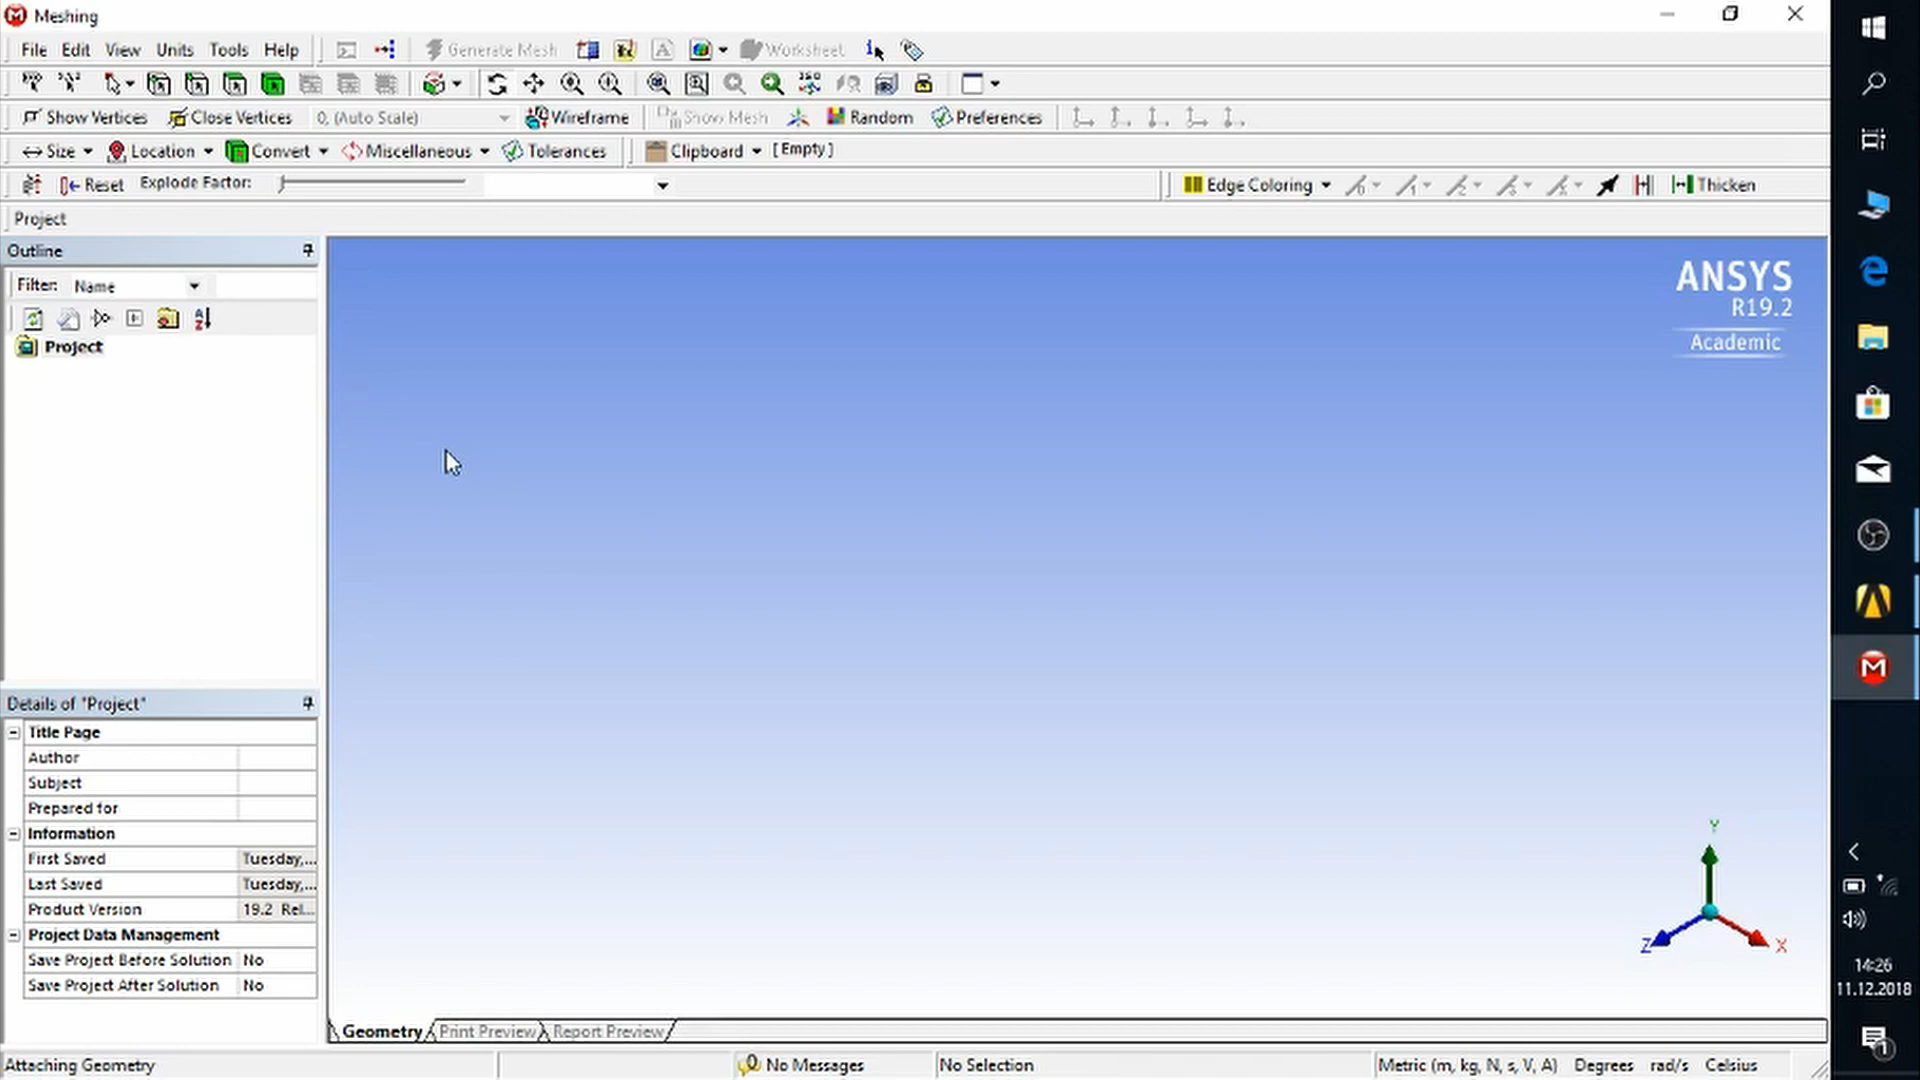 Meshing
File Edit View Units Tools Help Generate Mesh A Worksheet
Show Vertices Close Vertices 0, (Auto Scale) Wireframe Show Mesh Random Preferences
Size Location Convert Miscellaneous Tolerances Clipboard [Empty]
Reset Explode Factor: Edge Coloring Thicken
Project
Outline
Filter: Name
Project
ANSYS
R19.2
Academic
Details of "Project"
Title Page
Author
Subject
Prepared for
Information
First Saved Tuesday,...
Last Saved Tuesday,...
Product Version 19.2 Rel...
Project Data Management
Save Project Before Solution No
Save Project After Solution No
Y
Z X
Geometry Print Preview Report Preview
Attaching Geometry 0 No Messages No Selection Metric (m, kg, N, s, V, A) Degrees rad/s Celsius
14:26
11.12.2018
1